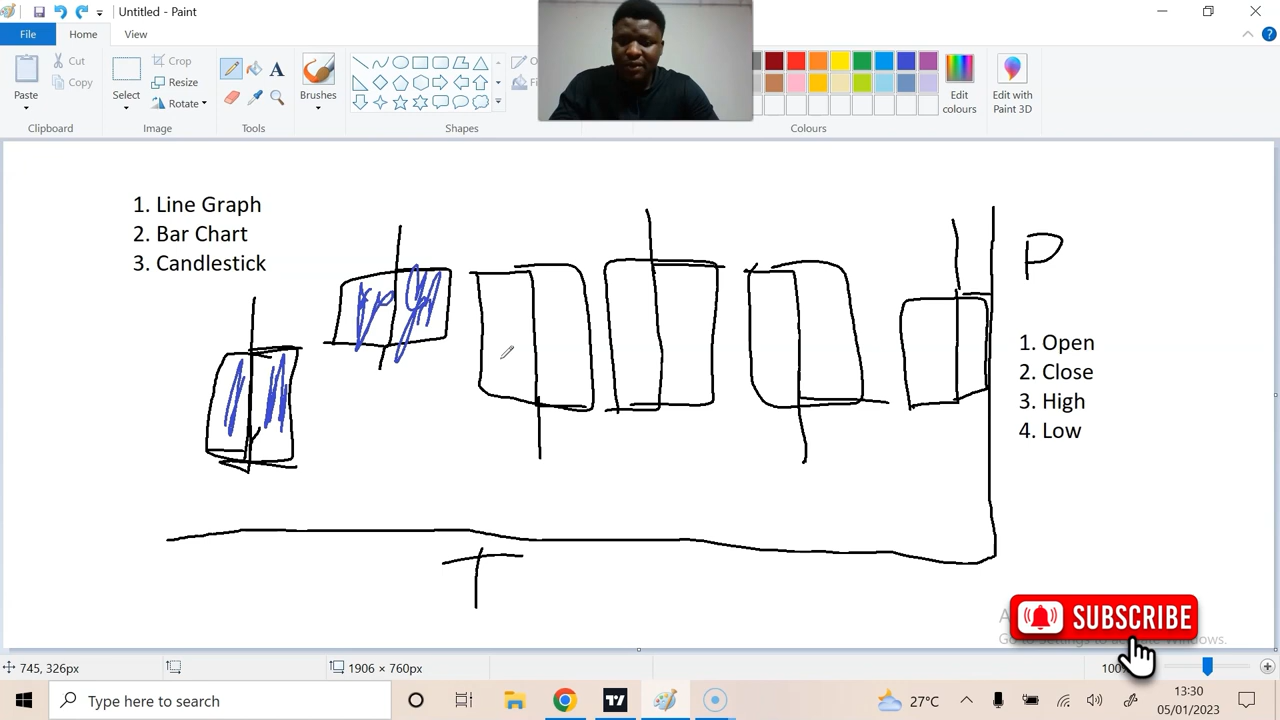 Untitled - Paint
File
Home
View
Paste
Cut
Copy
Clipboard
Select
Crop
Rotate
Image
Tools
Brushes
Shapes
Colours
Edit colours
Edit with Paint 3D
1. Line Graph
2. Bar Chart
3. Candlestick
P
1. Open
2. Close
3. High
4. Low
T
SUBSCRIBE
745, 326px
1906 × 760px
Type here to search
27°C
13:30
05/01/2023